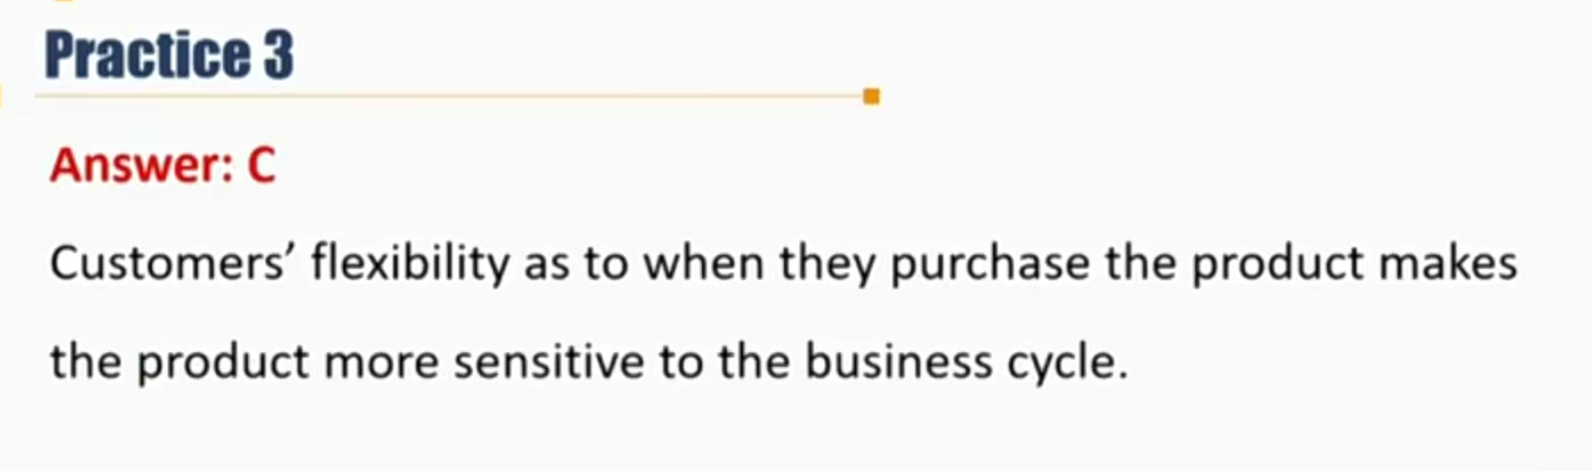 Practice 3
Answer: C
Customers’ flexibility as to when they purchase the product makes
the product more sensitive to the business cycle.